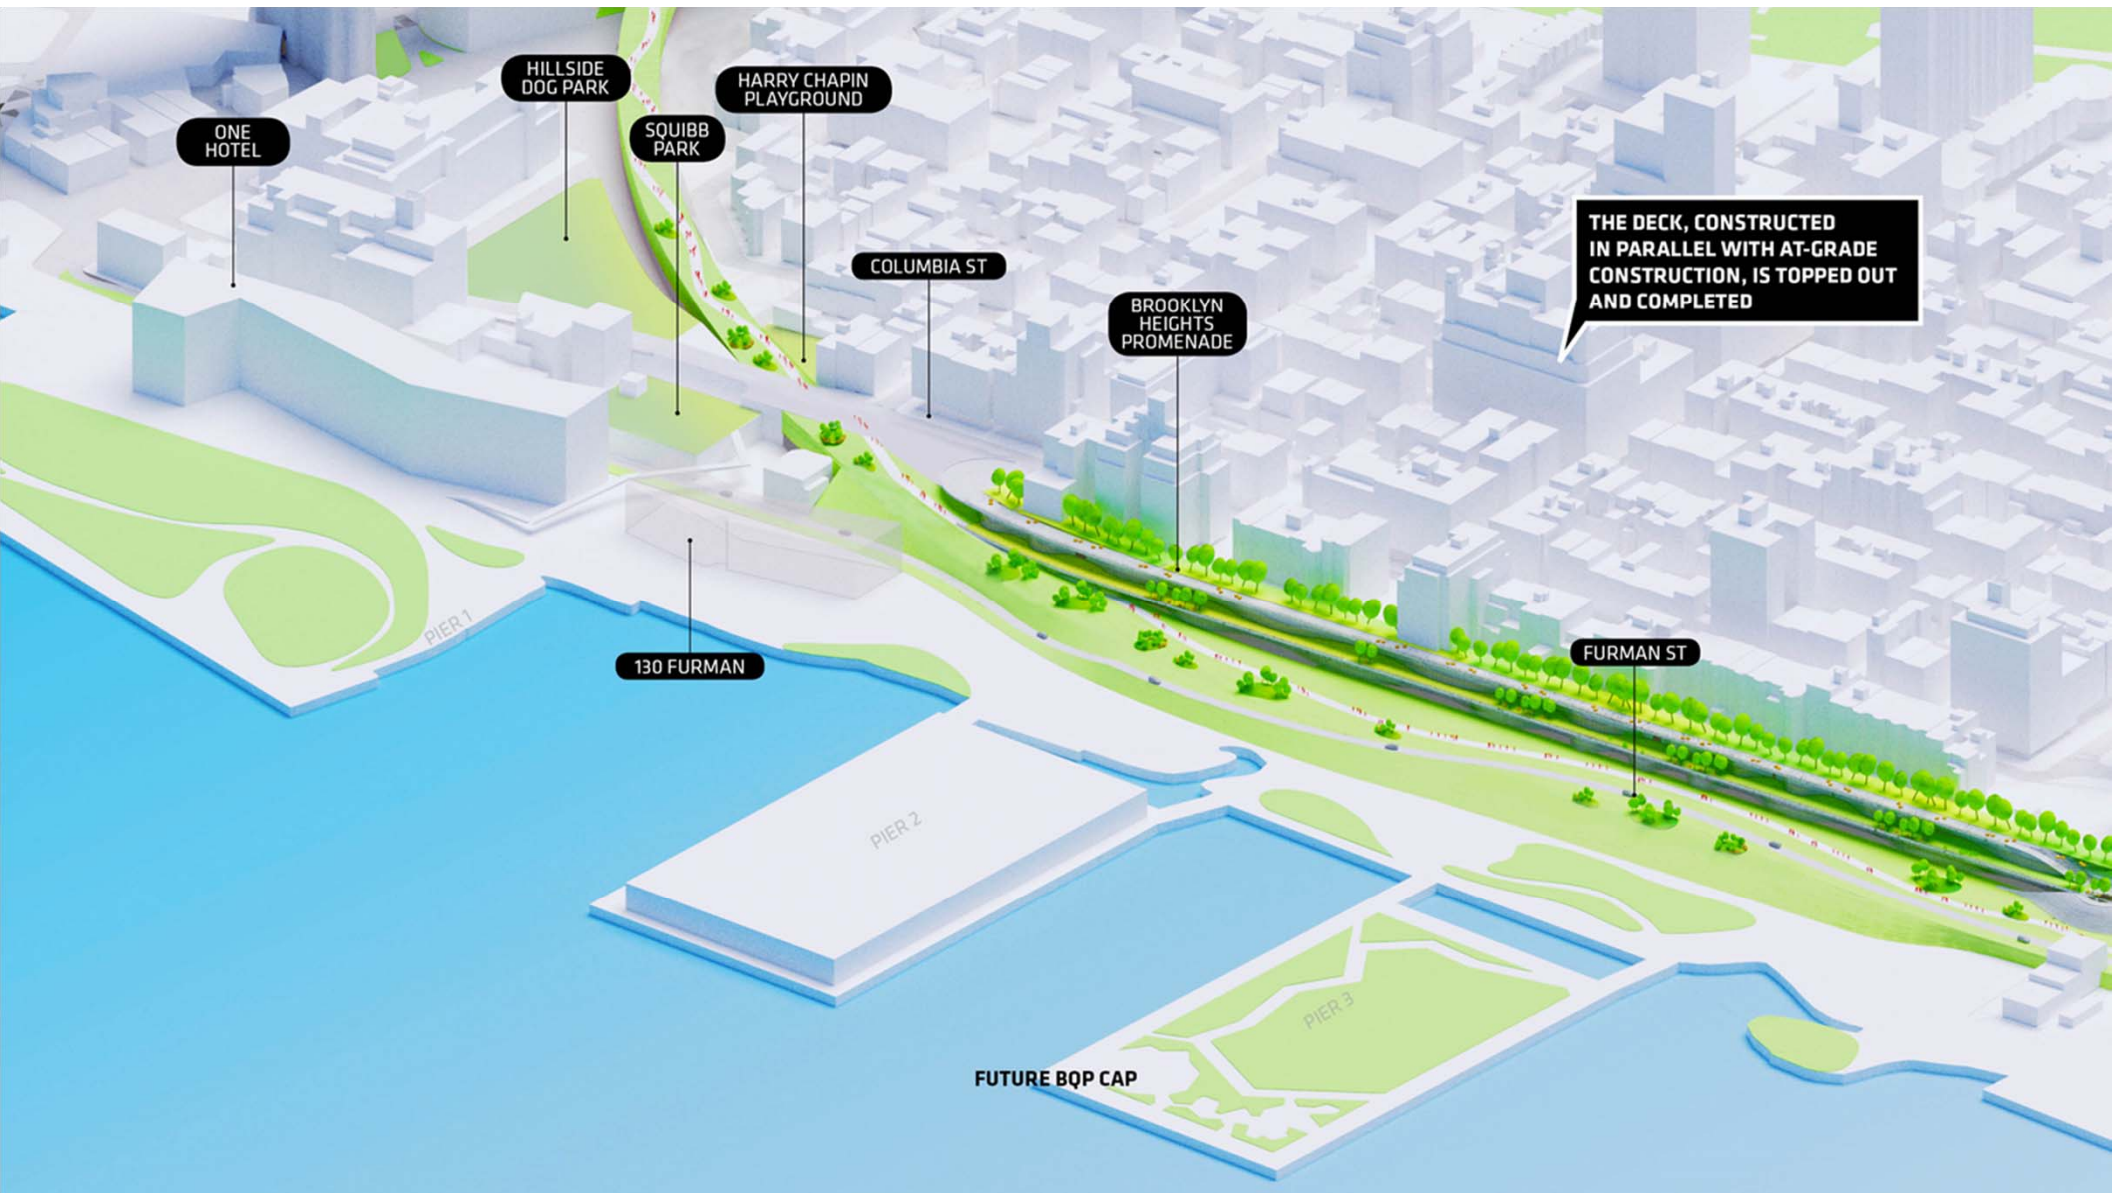 HILLSIDE
DOG PARK
HARRY CHAPIN
PLAYGROUND
ONE
HOTEL
SQUIBB
PARK
THE DECK, CONSTRUCTED
IN PARALLEL WITH AT-GRADE
CONSTRUCTION, IS TOPPED OUT
AND COMPLETED
COLUMBIA ST
BROOKLYN
HEIGHTS
PROMENADE
PIER 1
130 FURMAN
FURMAN ST
PIER 2
PIER 3
FUTURE BQP CAP